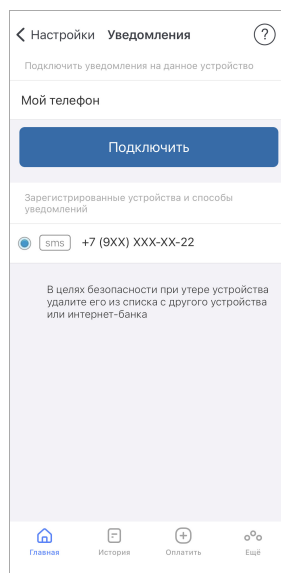 Настройки Уведомления ?
Подключить уведомления на данное устройство
Мой телефон
Подключить
Зарегистрированные устройства и способы
уведомлений
sms +7 (9XX) XXX-XX-22
В целях безопасности при утере устройства
удалите его из списка с другого устройства
или интернет-банка
Главная История Оплатить Ещё